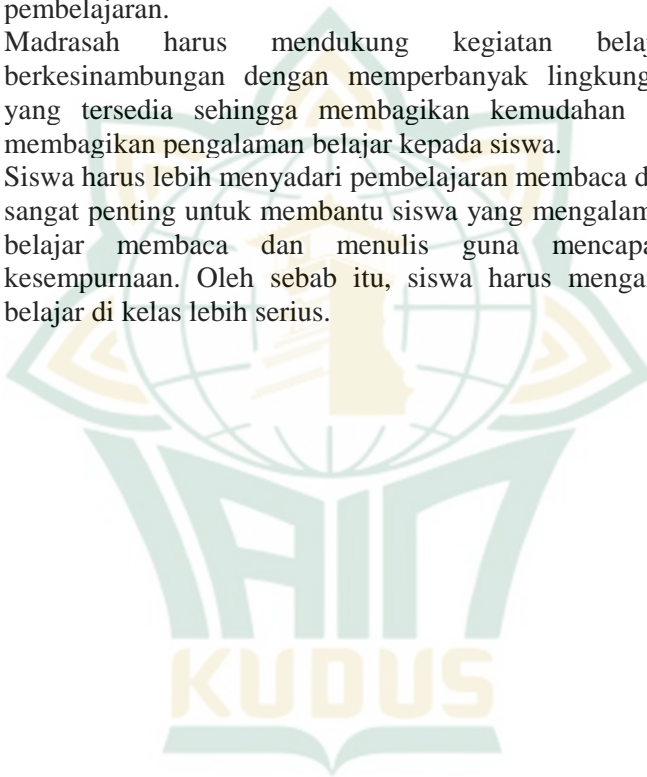 pembelajaran.
Madrasah harus mendukung kegiatan
berkesinambungan dengan memperbanyak
yang tersedia sehingga membagikan kemudahan
membagikan pengalaman belajar kepada siswa.
Siswa harus lebih menyadari pembelajaran membaca
sangat penting untuk membantu siswa yang
belajar membaca dan menulis guna
kesempurnaan. Oleh sebab itu, siswa harus
belajar di kelas lebih serius.
IAIN
KUDUS